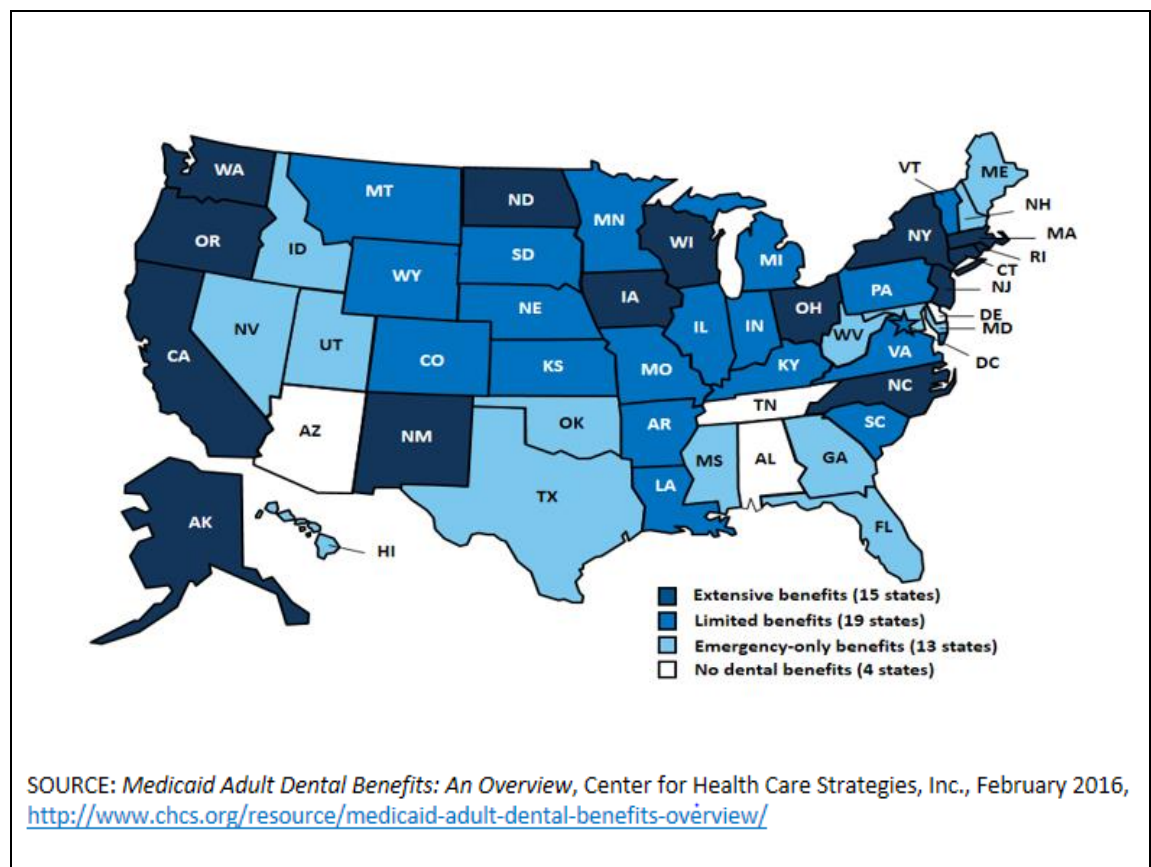 WA
MT
ND
MN
VT
ME
NH
OR
ID
WY
SD
WI
MI
NY
MA
RI
CT
NJ
NV
UT
CO
NE
IA
IL
IN
OH
PA
DE
MD
DC
CA
KS
MO
KY
WV
VA
NC
AZ
NM
OK
AR
TN
SC
MS
AL
GA
TX
LA
FL
AK
HI
Extensive benefits (15 states)
Limited benefits (19 states)
Emergency-only benefits (13 states)
No dental benefits (4 states)
SOURCE: Medicaid Adult Dental Benefits: An Overview, Center for Health Care Strategies, Inc., February 2016,
http://www.chcs.org/resource/medicaid-adult-dental-benefits-overview/